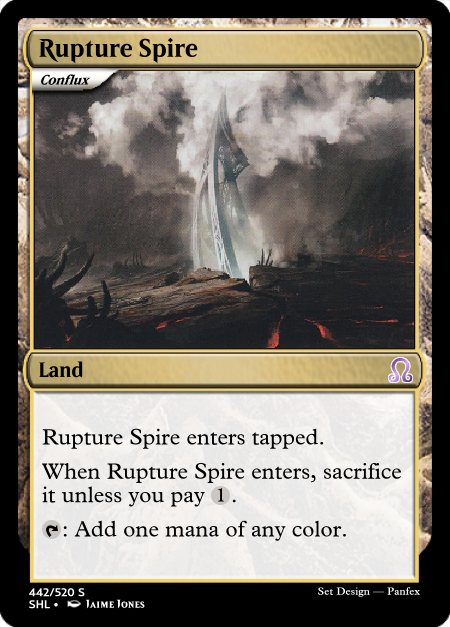 Rupture Spire
Conflux
Land
Rupture Spire enters tapped.
When Rupture Spire enters, sacrifice
it unless you pay 1.
: Add one mana of any color.
442/520 S
Set Design — Panfex
SHL • Jaime Jones